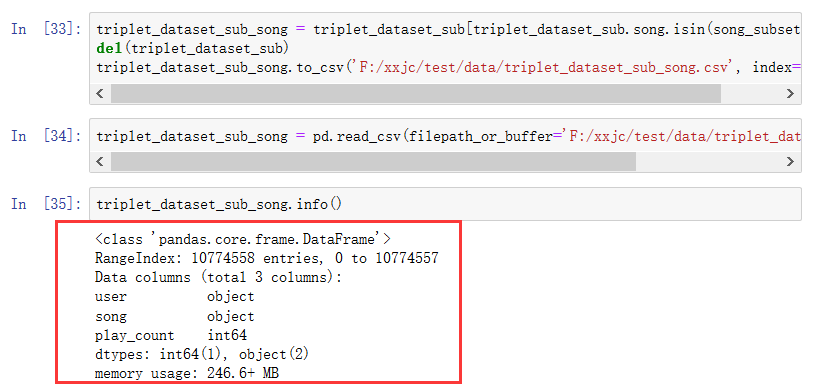 In [33]: triplet_dataset_sub_song = triplet_dataset_sub[triplet_dataset_sub.song.isin(song_subset
del(triplet_dataset_sub)
triplet_dataset_sub_song.to_csv('F:/xxjc/test/data/triplet_dataset_sub_song.csv', index=
In [34]: triplet_dataset_sub_song = pd.read_csv(filepath_or_buffer='F:/xxjc/test/data/triplet_dat
In [35]: triplet_dataset_sub_song.info()
<class 'pandas.core.frame.DataFrame'>
RangeIndex: 10774558 entries, 0 to 10774557
Data columns (total 3 columns):
user object
song object
play_count int64
dtypes: int64(1), object(2)
memory usage: 246.6+ MB